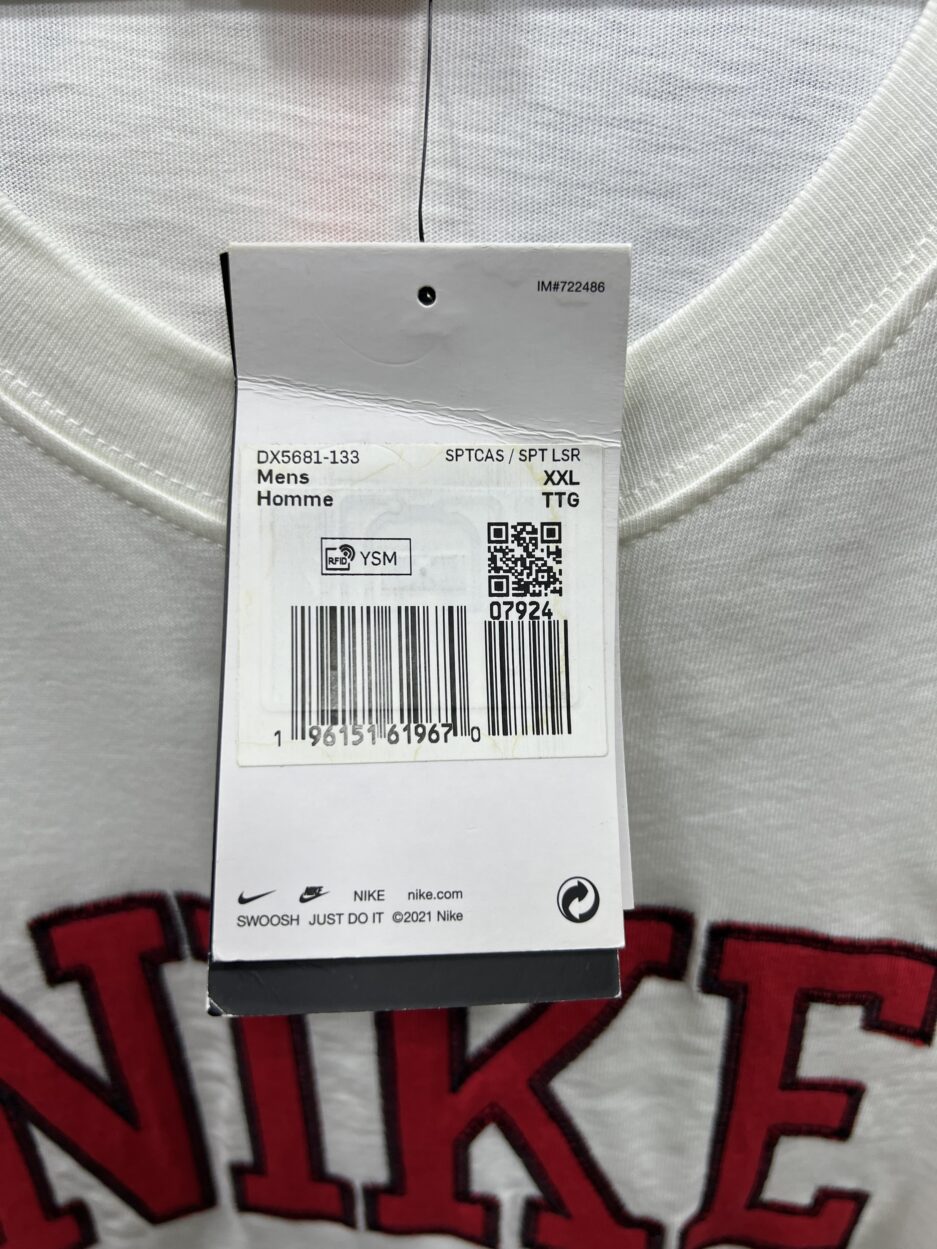 IM#722486
DX5681-133 SPTCAS / SPT LSR
Mens XXL
Homme TTG
RFID YSM
07924
1 96151 61967 0
NIKE NIKE nike.com
SWOOSH JUST DO IT ©2021 Nike
NIKE